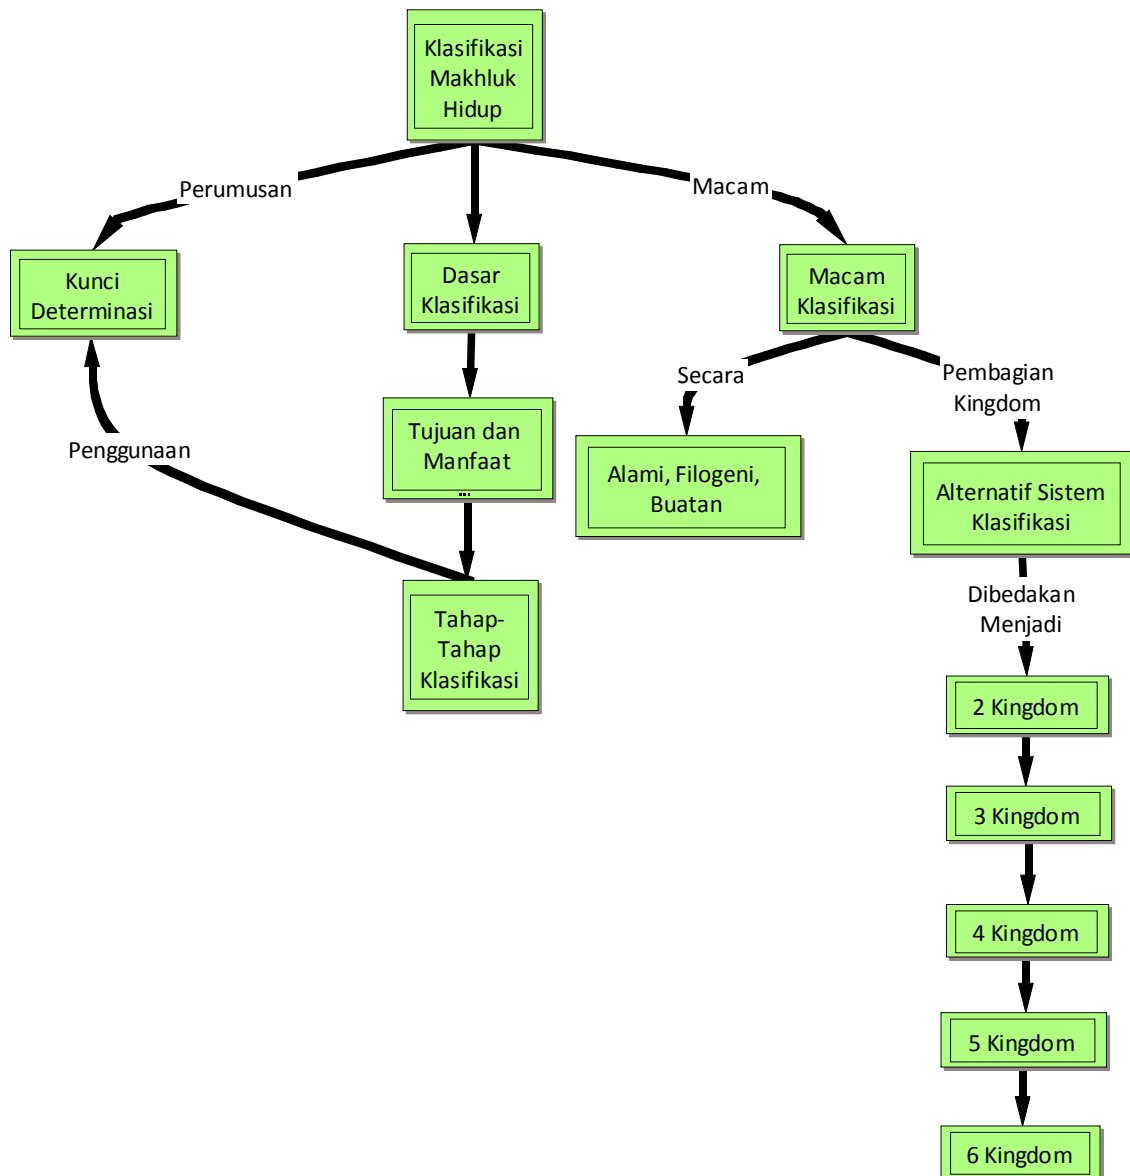 Klasifikasi
Makhluk
Hidup
Perumusan
Macam
Kunci
Determinasi
Dasar
Klasifikasi
Macam
Klasifikasi
Secara
Pembagian
Kingdom
Tujuan dan
Manfaat
...
Penggunaan
Alami, Filogeni,
Buatan
Alternatif Sistem
Klasifikasi
Dibedakan
Menjadi
Tahap-
Tahap
Klasifikasi
2 Kingdom
3 Kingdom
4 Kingdom
5 Kingdom
6 Kingdom